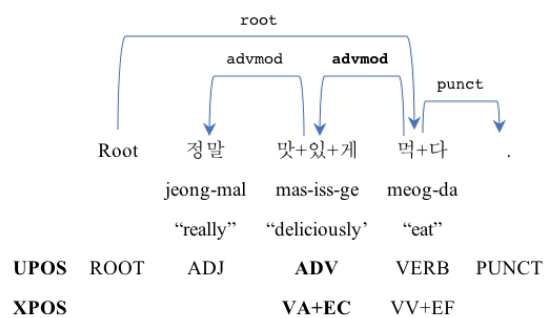 root
advmod advmod
punct
Root 정말 맛+있+게 먹+다 .
jeong-mal mas-iss-ge meog-da
“really” “deliciously’ “eat”
UPOS ROOT ADJ ADV VERB PUNCT
XPOS VA+EC VV+EF